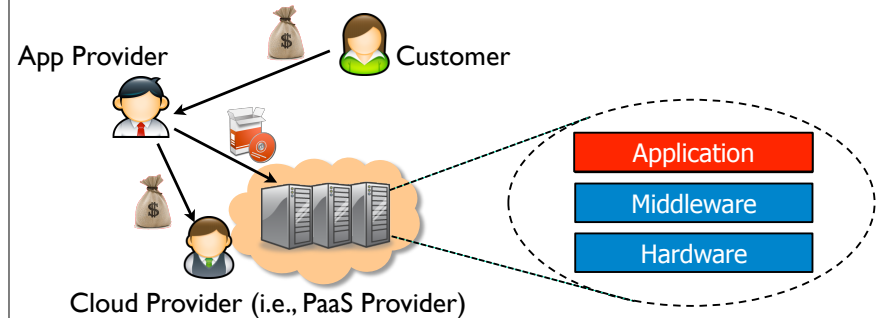 $
App Provider
Customer
Application
$
Middleware
Hardware
Cloud Provider (i.e., PaaS Provider)